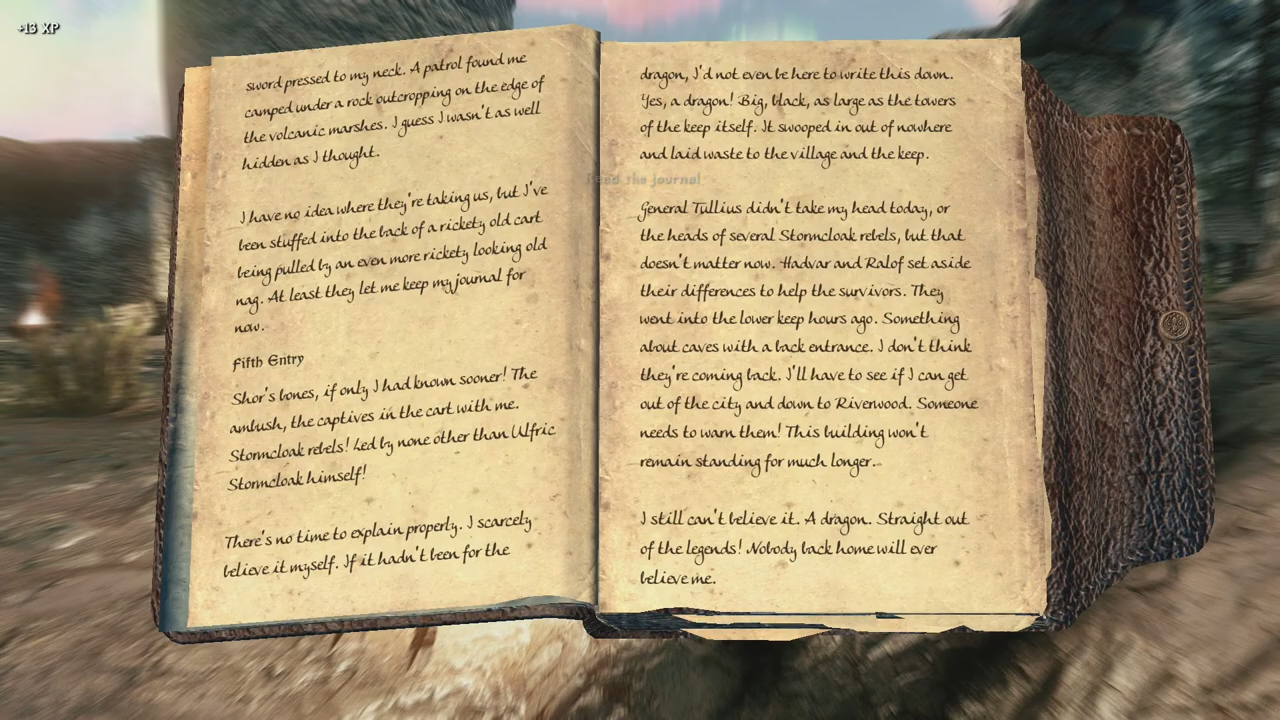 +13 XP
sword pressed to my neck. A patrol found me
camped under a rock outcropping on the edge of
the volcanic marshes. I guess I wasn't as well
hidden as I thought.
I have no idea where they're taking us, but I've
been stuffed into the back of a rickety old cart
being pulled by an even more rickety looking old
nag. At least they let me keep my journal for
now.
Fifth Entry
Shor's bones, if only I had known sooner! The
ambush, the captives in the cart with me.
Stormcloak rebels! Led by none other than Ulfric
Stormcloak himself!
There's no time to explain properly. I scarcely
believe it myself. If it hadn't been for the
dragon, I'd not even be here to write this down.
Yes, a dragon! Big, black, as large as the towers
of the keep itself. It swooped in out of nowhere
and laid waste to the village and the keep.
Read the journal
General Tullius didn't take my head today, or
the heads of several Stormcloak rebels, but that
doesn't matter now. Hadvar and Ralof set aside
their differences to help the survivors. They
went into the lower keep hours ago. Something
about caves with a back entrance. I don't think
they're coming back. I'll have to see if I can get
out of the city and down to Riverwood. Someone
needs to warn them! This building won't
remain standing for much longer.
I still can't believe it. A dragon. Straight out
of the legends! Nobody back home will ever
believe me.